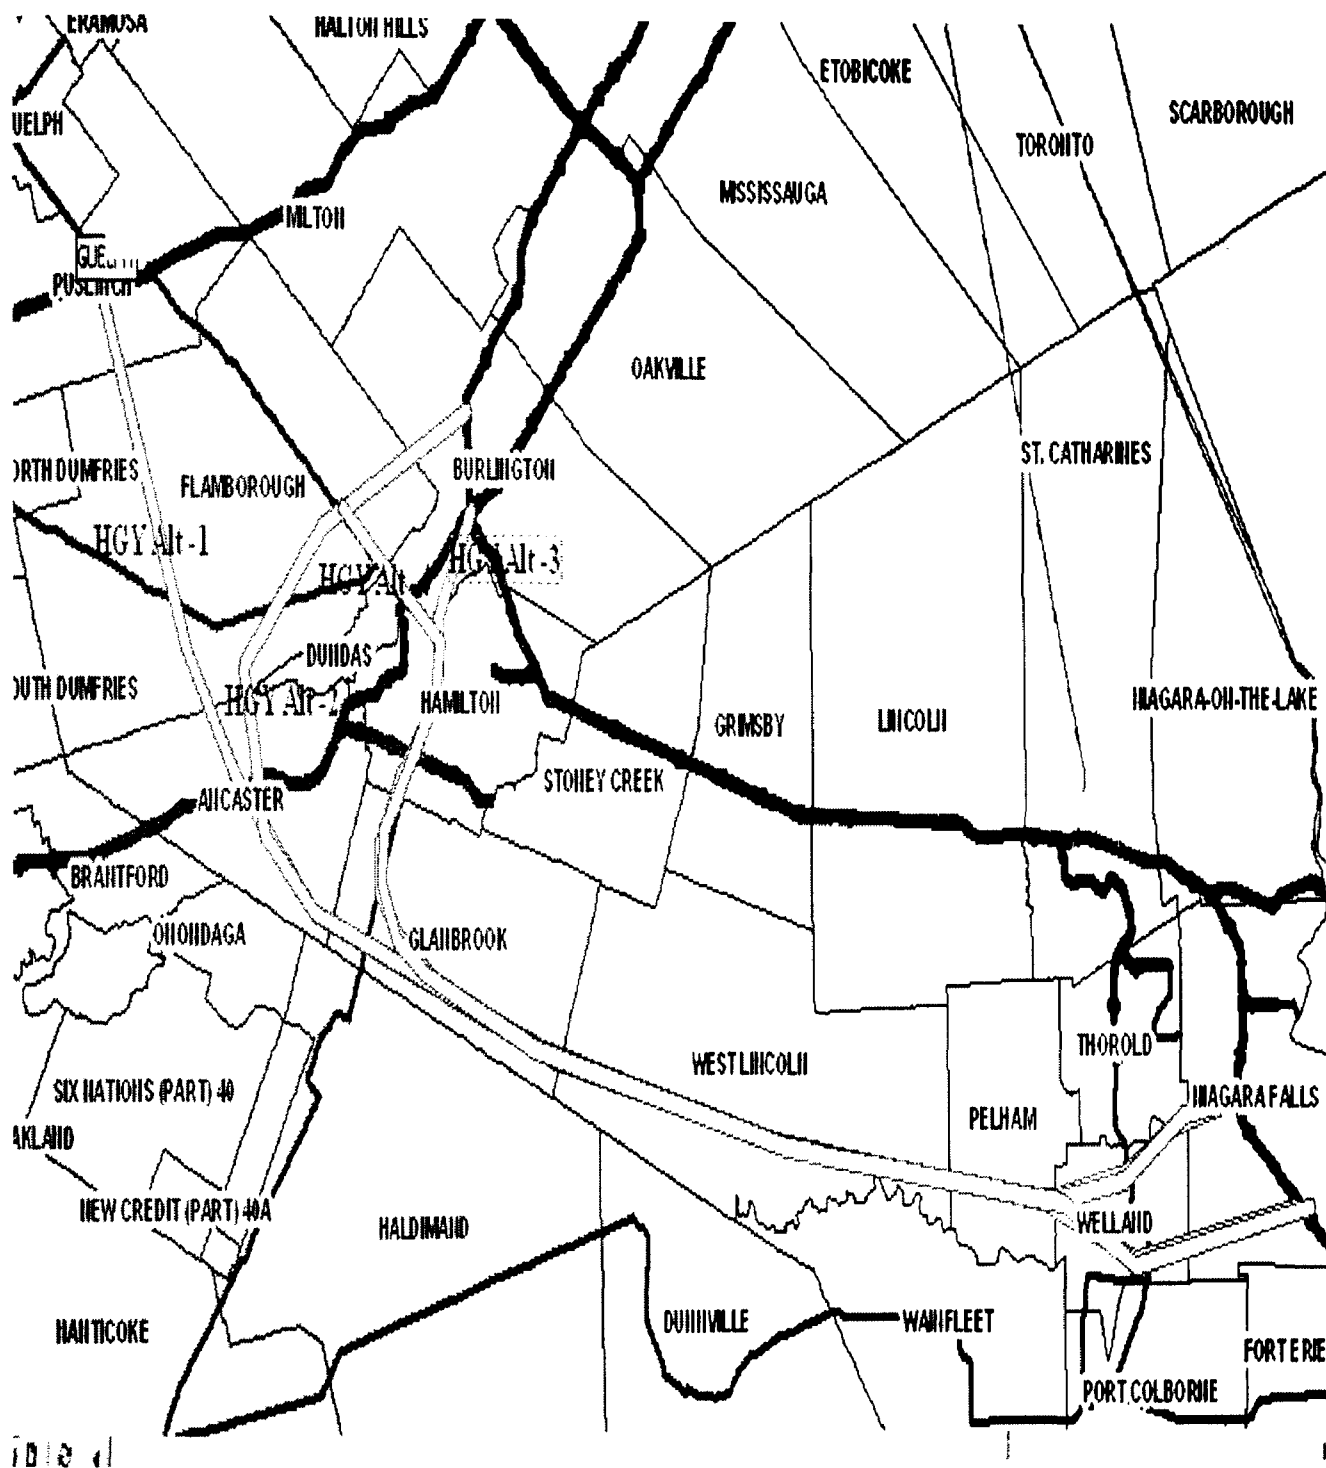 ERAMOSA
HALTON HILLS
ETOBICOKE
SCARBOROUGH
UELPH
TORONTO
MISSISSAUGA
MILTON
PUSLINCH
OAKVILLE
ST. CATHARINES
ORTH DUMFRIES
FLAMBOROUGH
BURLINGTON
HGY Alt -1
HGY Alt
HGY Alt -3
DUNDAS
OUTH DUMFRIES
HGY Alt -2
HAMILTON
GRIMSBY
LINCOLN
NIAGARA-ON-THE-LAKE
STONEY CREEK
ANCASTER
BRANTFORD
ONONDAGA
GLANBROOK
THOROLD
WEST LINCOLN
SIX NATIONS (PART) 40
NIAGARA FALLS
PELHAM
AKLAND
NEW CREDIT (PART) 40A
HALDIMAND
WELLAND
NANTICOKE
DUNNVILLE
WAINFLEET
FORT ERIE
PORT COLBORNE